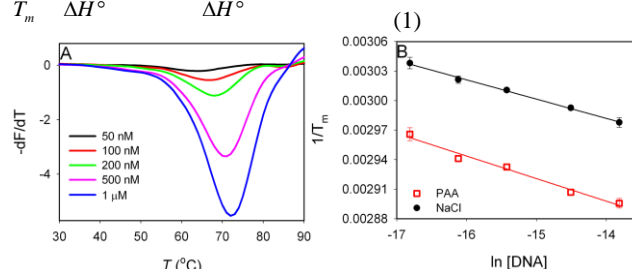 Tm ΔH° ΔH° (1)
A
0
-2
-4
-dF/dT
50 nM
100 nM
200 nM
500 nM
1 μM
30 40 50 60 70 80 90
T (°C)
B
0.00306
0.00303
0.00300
0.00297
0.00294
0.00291
0.00288
1/Tm
PAA
NaCl
-17 -16 -15 -14
ln [DNA]